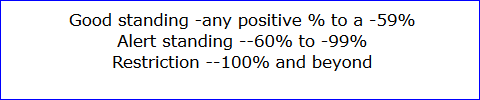 Good standing -any positive % to a -59%
Alert standing --60% to -99%
Restriction --100% and beyond